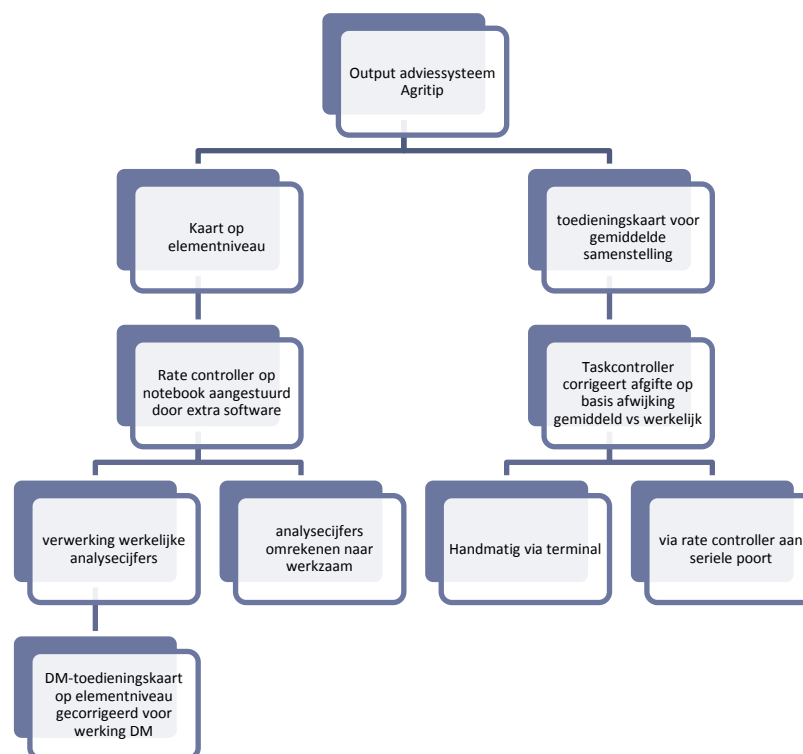 Output adviessysteem
Agritip
Kaart op
elementniveau
toedieningskaart voor
gemiddelde
samenstelling
Rate controller op
notebook aangestuurd
door extra software
Taskcontroller
corrigeert afgifte op
basis afwijking
gemiddeld vs werkelijk
verwerking werkelijke
analysecijfers
analysecijfers
omrekenen naar
werkzaam
Handmatig via terminal
via rate controller aan
seriele poort
DM-toedieningskaart
op elementniveau
gecorrigeerd voor
werking DM